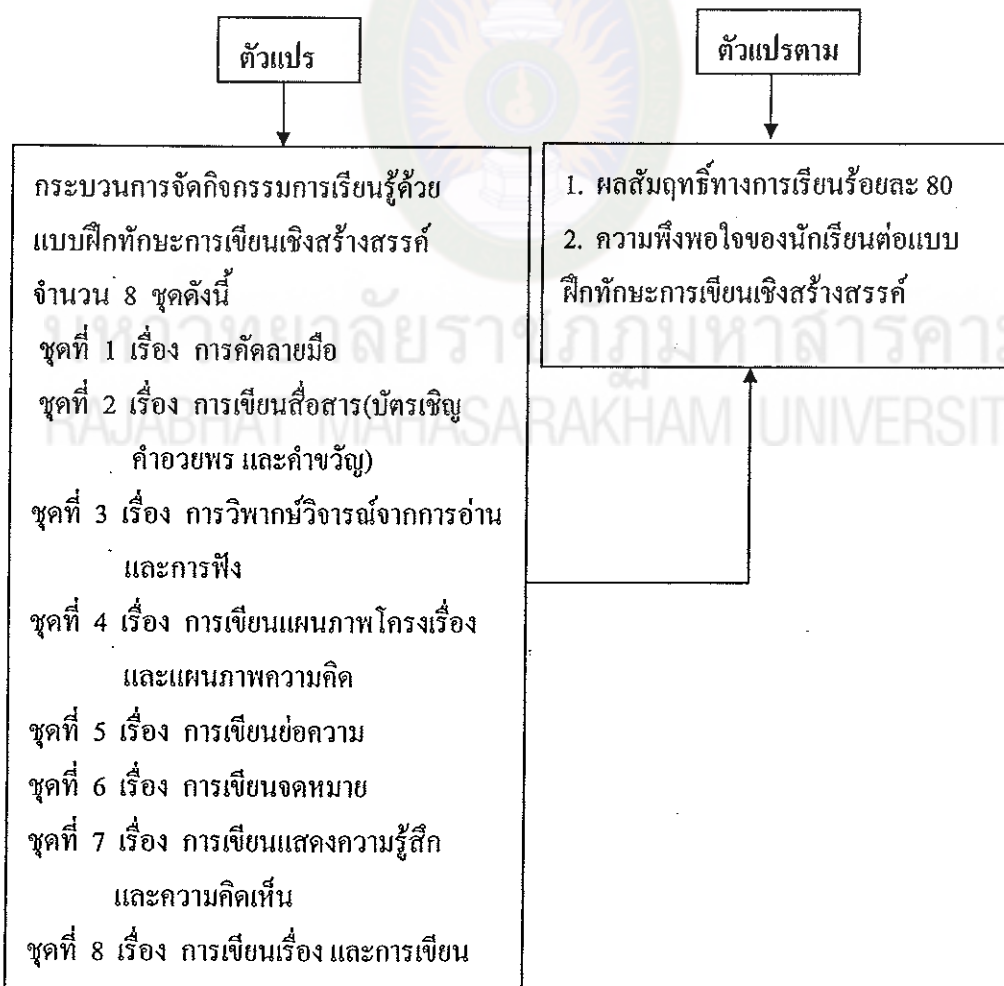 ตัวแปร
กระบวนการจัดกิจกรรมการเรียนรู้ด้วย
แบบฝึกทักษะการเขียนเชิงสร้างสรรค์
จำนวน 8 ชุดดังนี้
ชุดที่ 1 เรื่อง การคัดลายมือ
ชุดที่ 2 เรื่อง การเขียนสื่อสาร(บัตรเชิญ
คำอวยพร และคำขวัญ)
ชุดที่ 3 เรื่อง การวิพากษ์วิจารณ์จากการอ่าน
และการฟัง
ชุดที่ 4 เรื่อง การเขียนแผนภาพโครงเรื่อง
และแผนภาพความคิด
ชุดที่ 5 เรื่อง การเขียนย่อความ
ชุดที่ 6 เรื่อง การเขียนจดหมาย
ชุดที่ 7 เรื่อง การเขียนแสดงความรู้สึก
และความคิดเห็น
ชุดที่ 8 เรื่อง การเขียนเรื่อง และการเขียน
ตัวแปรตาม
1. ผลสัมฤทธิ์ทางการเรียนร้อยละ 80
2. ความพึงพอใจของนักเรียนต่อแบบ
ฝึกทักษะการเขียนเชิงสร้างสรรค์
มหาวิทยาลัยราชภัฏมหาสารคา
RAJABHAT MAHASARAKHAM UNIVERSIT